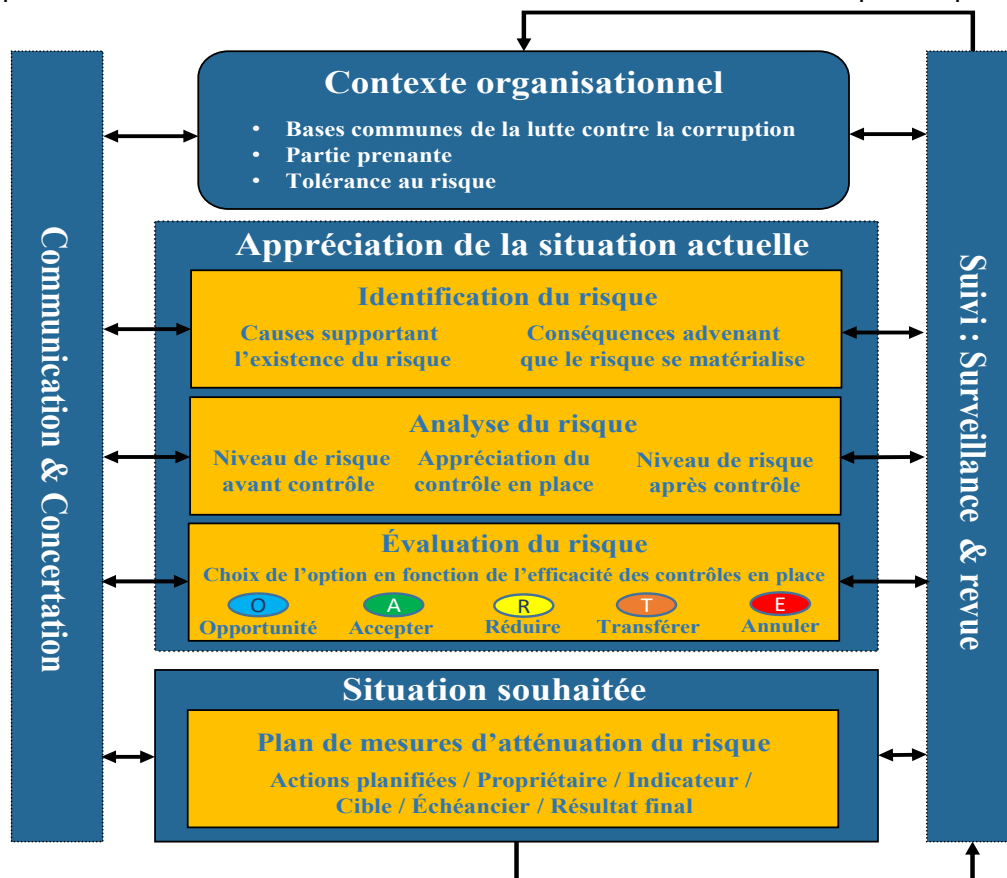 Contexte organisationnel
• Bases communes de la lutte contre la corruption
• Partie prenante
• Tolérance au risque
Communication & Concertation
Suivi : Surveillance & revue
Appréciation de la situation actuelle
Identification du risque
Causes supportant
l’existence du risque
Conséquences advenant
que le risque se matérialise
Analyse du risque
Niveau de risque
avant contrôle
Appréciation du
contrôle en place
Niveau de risque
après contrôle
Évaluation du risque
Choix de l’option en fonction de l’efficacité des contrôles en place
O A R T E
Opportunité Accepter Réduire Transférer Annuler
Situation souhaitée
Plan de mesures d’atténuation du risque
Actions planifiées / Propriétaire / Indicateur /
Cible / Échéancier / Résultat final